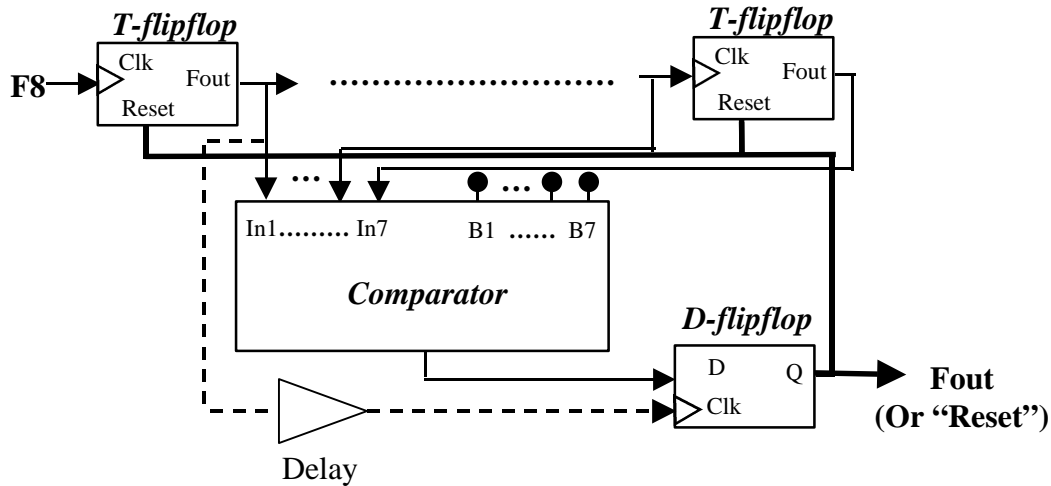 T-flipflop
T-flipflop
Clk
Fout
Reset
F8
Clk
Fout
Reset
In1......... In7
B1 ...... B7
Comparator
D-flipflop
D
Q
Clk
Fout
(Or “Reset”)
Delay